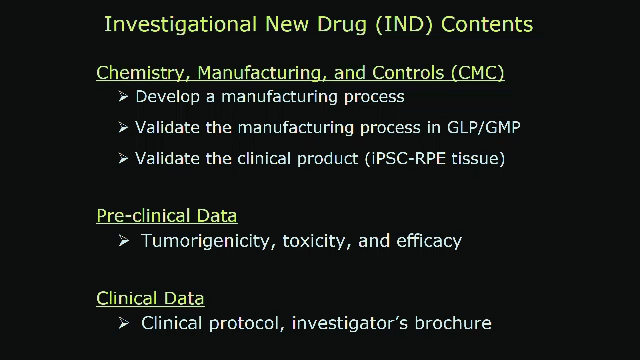 Investigational New Drug (IND) Contents
Chemistry, Manufacturing, and Controls (CMC)
➢ Develop a manufacturing process
➢ Validate the manufacturing process in GLP/GMP
➢ Validate the clinical product (iPSC-RPE tissue)
Pre-clinical Data
➢ Tumorigenicity, toxicity, and efficacy
Clinical Data
➢ Clinical protocol, investigator’s brochure